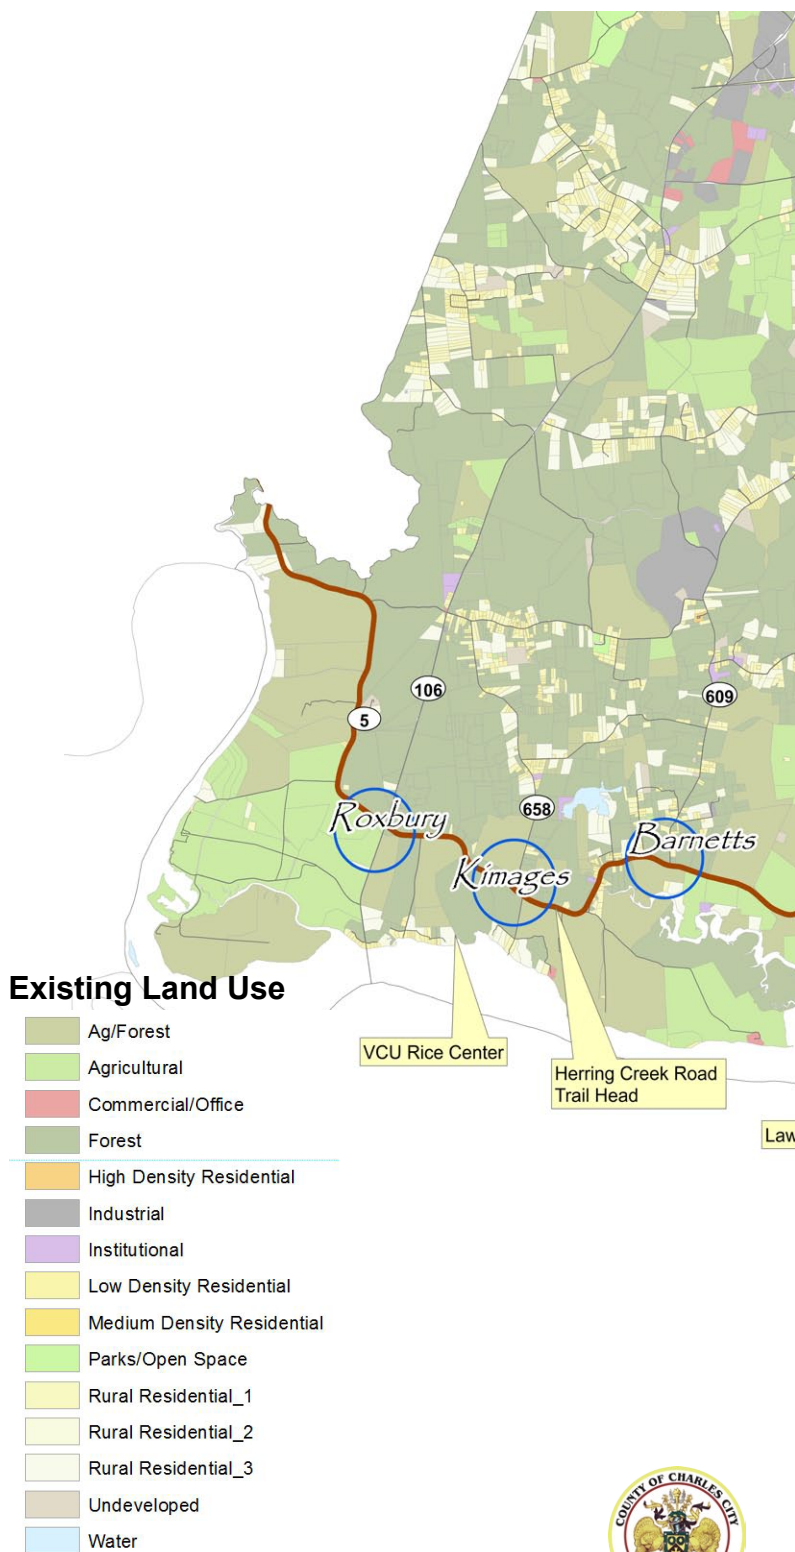 106
5
609
658
Roxbury
Kimages
Barnetts
VCU Rice Center
Herring Creek Road
Trail Head
Law
Existing Land Use
Ag/Forest
Agricultural
Commercial/Office
Forest
High Density Residential
Industrial
Institutional
Low Density Residential
Medium Density Residential
Parks/Open Space
Rural Residential_1
Rural Residential_2
Rural Residential_3
Undeveloped
Water
COUNTY OF CHARLES CITY